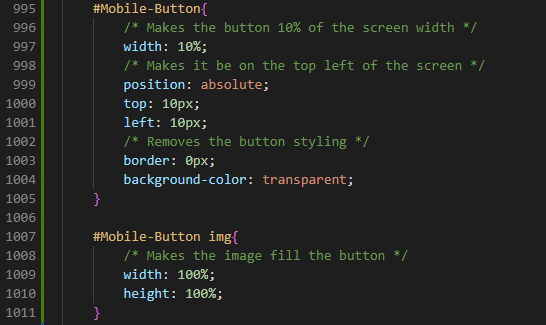 995 #Mobile-Button{
996 /* Makes the button 10% of the screen width */
997 width: 10%;
998 /* Makes it be on the top left of the screen */
999 position: absolute;
1000 top: 10px;
1001 left: 10px;
1002 /* Removes the button styling */
1003 border: 0px;
1004 background-color: transparent;
1005 }
1006
1007 #Mobile-Button img{
1008 /* Makes the image fill the button */
1009 width: 100%;
1010 height: 100%;
1011 }